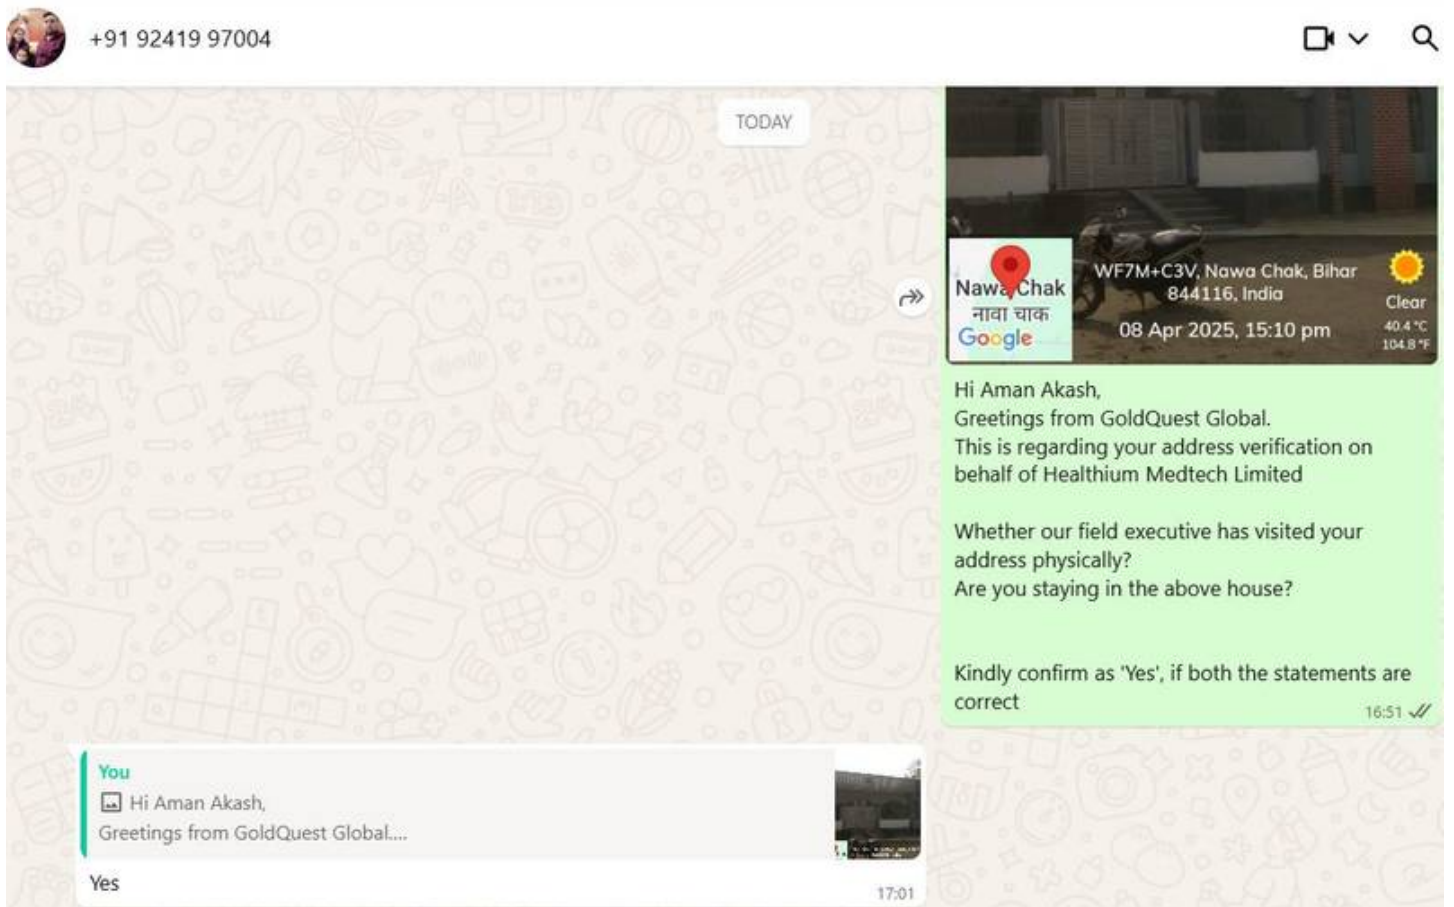 +91 92419 97004
TODAY
Nawa Chak
नावा चाक
Google
WF7M+C3V, Nawa Chak, Bihar
844116, India
08 Apr 2025, 15:10 pm
Clear
40.4 °C
104.8 °F
Hi Aman Akash,
Greetings from GoldQuest Global.
This is regarding your address verification on
behalf of Healthium Medtech Limited
Whether our field executive has visited your
address physically?
Are you staying in the above house?
Kindly confirm as 'Yes', if both the statements are
correct
16:51
You
Hi Aman Akash,
Greetings from GoldQuest Global....
Yes
17:01